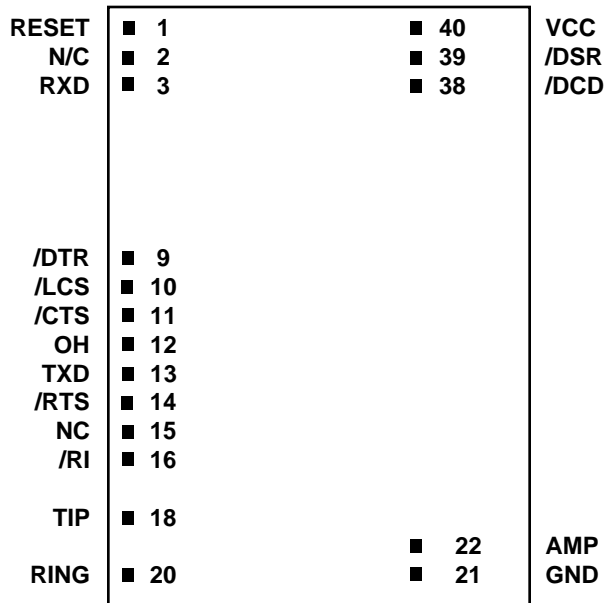 RESET 1 40 VCC
N/C 2 39 /DSR
RXD 3 38 /DCD
/DTR 9
/LCS 10
/CTS 11
OH 12
TXD 13
/RTS 14
NC 15
/RI 16
TIP 18
22 AMP
RING 20 21 GND